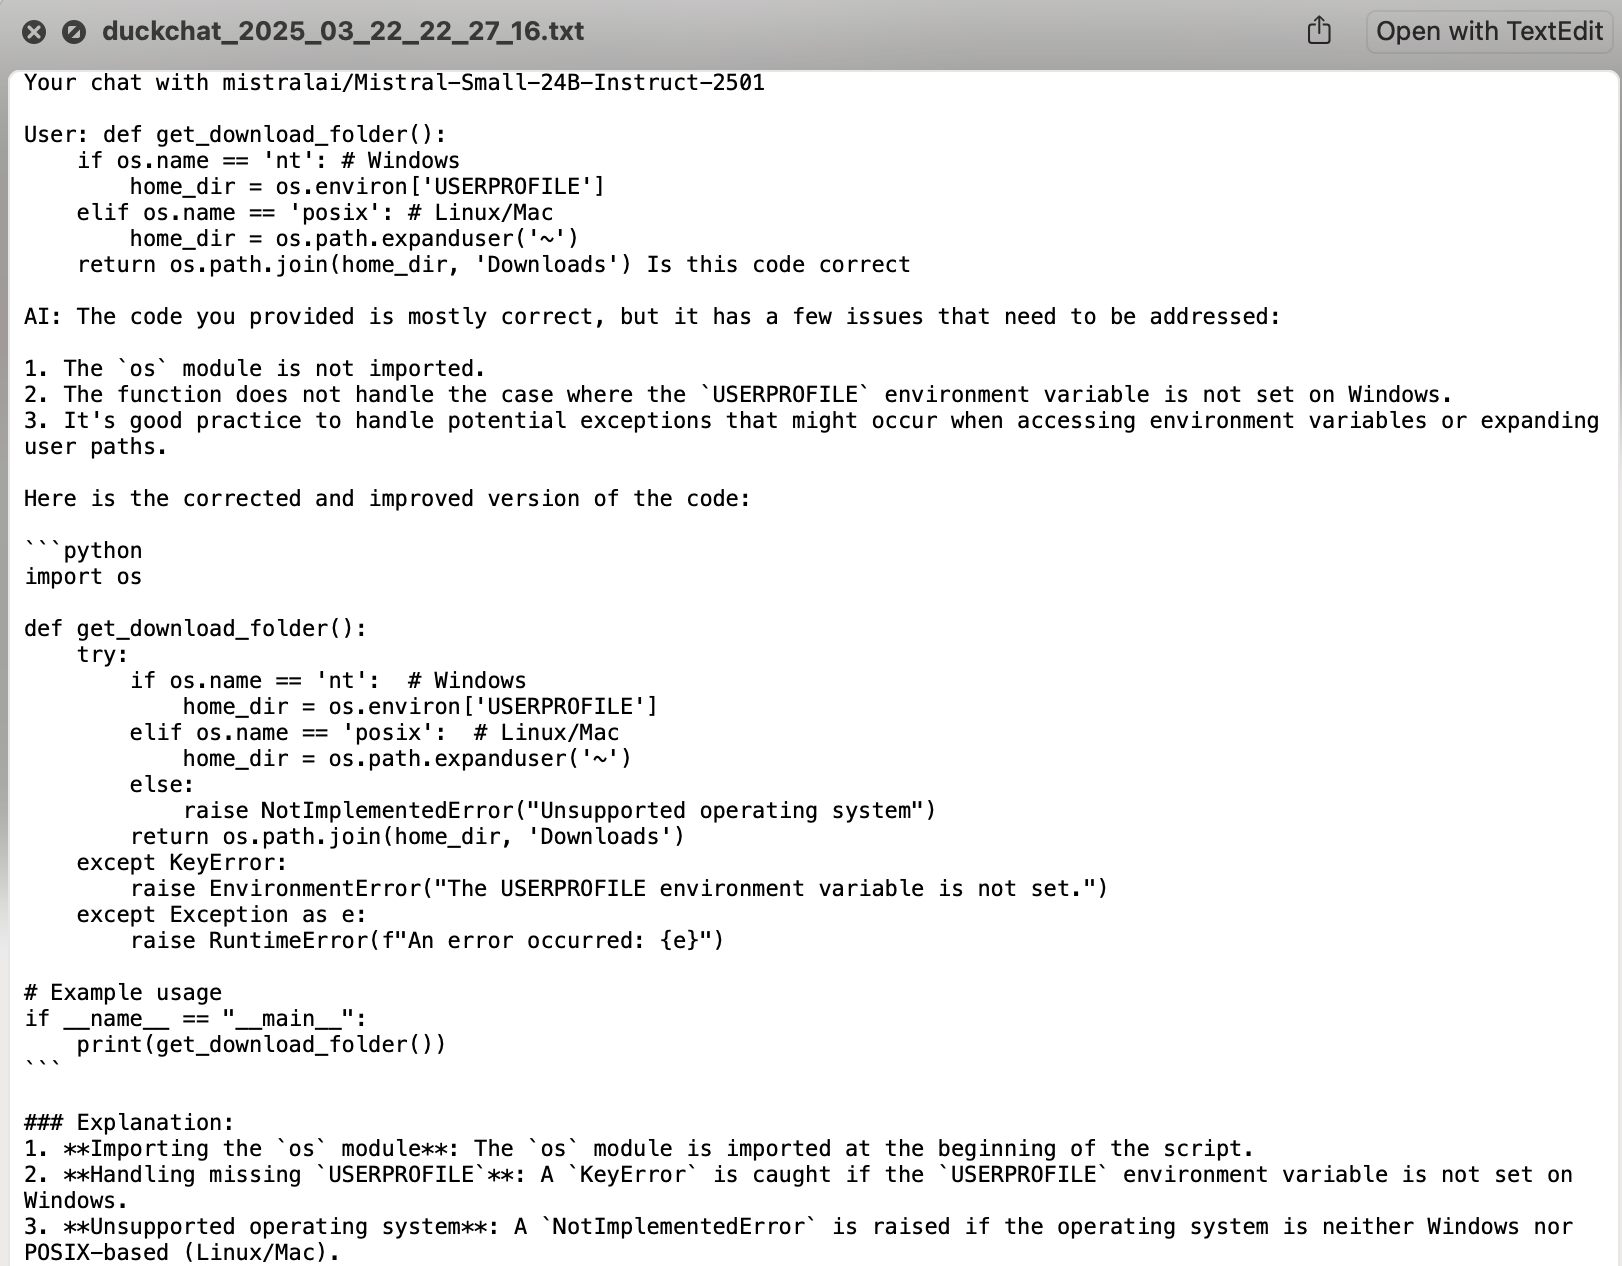 duckchat_2025_03_22_22_27_16.txt
Open with TextEdit
Your chat with mistralai/Mistral-Small-24B-Instruct-2501

User: def get_download_folder():
    if os.name == 'nt': # Windows
        home_dir = os.environ['USERPROFILE']
    elif os.name == 'posix': # Linux/Mac
        home_dir = os.path.expanduser('~')
    return os.path.join(home_dir, 'Downloads') Is this code correct

AI: The code you provided is mostly correct, but it has a few issues that need to be addressed:

1. The `os` module is not imported.
2. The function does not handle the case where the `USERPROFILE` environment variable is not set on Windows.
3. It's good practice to handle potential exceptions that might occur when accessing environment variables or expanding
user paths.

Here is the corrected and improved version of the code:

```python
import os

def get_download_folder():
    try:
        if os.name == 'nt':  # Windows
            home_dir = os.environ['USERPROFILE']
        elif os.name == 'posix':  # Linux/Mac
            home_dir = os.path.expanduser('~')
        else:
            raise NotImplementedError("Unsupported operating system")
        return os.path.join(home_dir, 'Downloads')
    except KeyError:
        raise EnvironmentError("The USERPROFILE environment variable is not set.")
    except Exception as e:
        raise RuntimeError(f"An error occurred: {e}")

# Example usage
if __name__ == "__main__":
    print(get_download_folder())
```

### Explanation:
1. **Importing the `os` module**: The `os` module is imported at the beginning of the script.
2. **Handling missing `USERPROFILE`**: A `KeyError` is caught if the `USERPROFILE` environment variable is not set on
Windows.
3. **Unsupported operating system**: A `NotImplementedError` is raised if the operating system is neither Windows nor
POSIX-based (Linux/Mac).